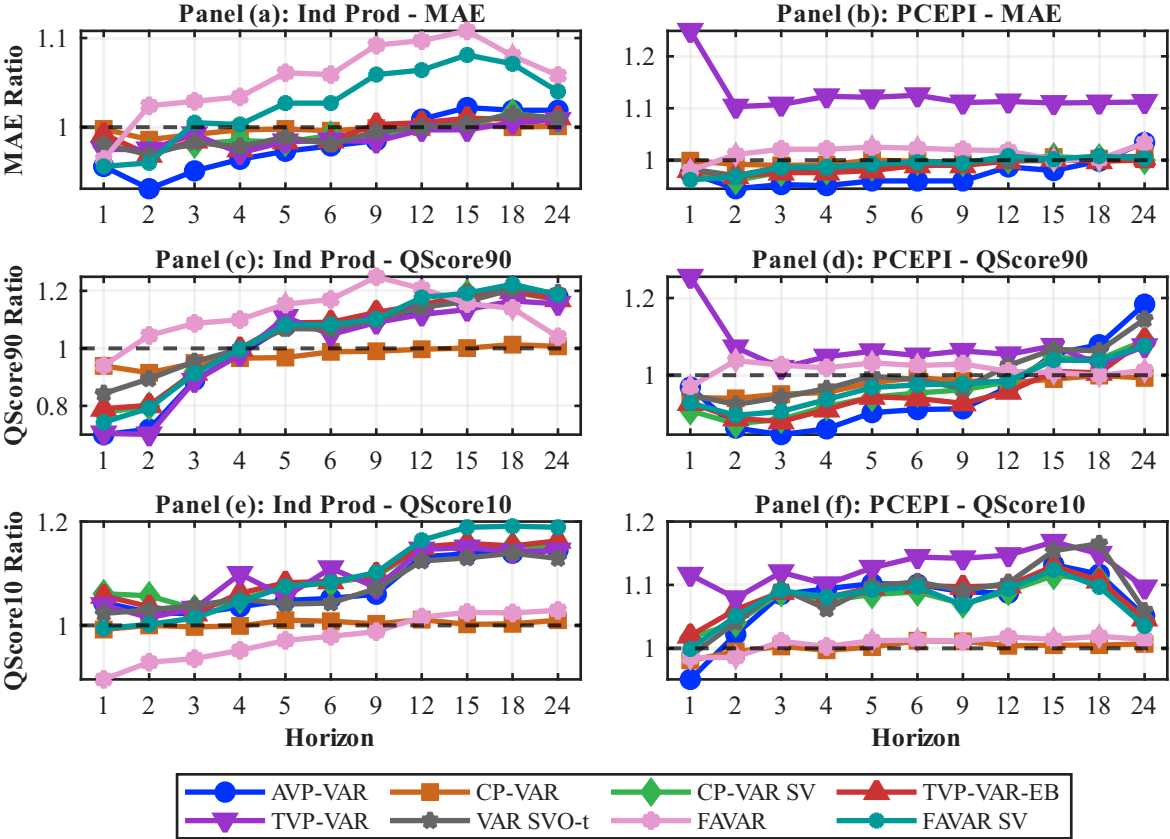 Panel (a): Ind Prod - MAE
Panel (b): PCEPI - MAE
MAE Ratio
1.1
1
1 2 3 4 5 6 9 12 15 18 24
1.2
1.1
1
1 2 3 4 5 6 9 12 15 18 24
Panel (c): Ind Prod - QScore90
Panel (d): PCEPI - QScore90
QScore90 Ratio
1.2
1
0.8
1 2 3 4 5 6 9 12 15 18 24
1.2
1
1 2 3 4 5 6 9 12 15 18 24
Panel (e): Ind Prod - QScore10
Panel (f): PCEPI - QScore10
QScore10 Ratio
1.2
1.1
1
1 2 3 4 5 6 9 12 15 18 24
Horizon
1.2
1.1
1
1 2 3 4 5 6 9 12 15 18 24
Horizon
AVP-VAR CP-VAR CP-VAR SV TVP-VAR-EB
TVP-VAR VAR SVO-t FAVAR FAVAR SV